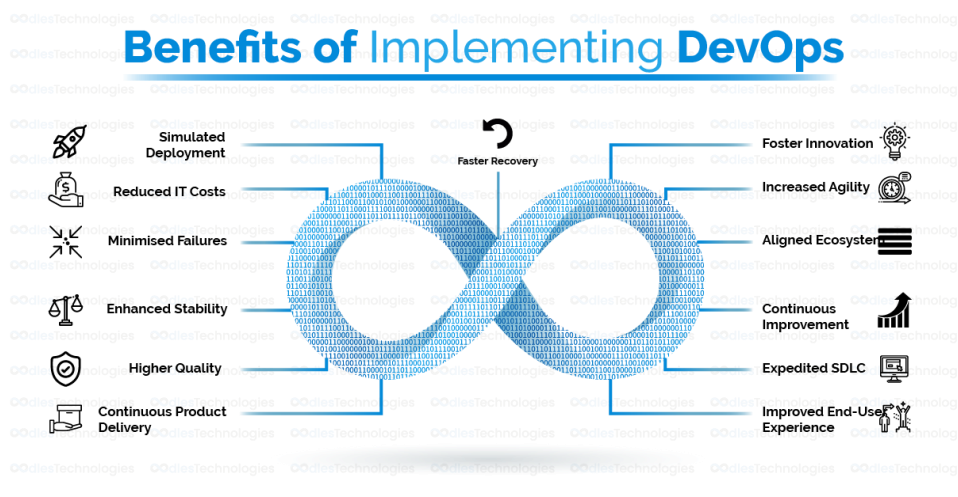 Benefits of Implementing DevOps
Simulated
Deployment
Reduced IT Costs
Minimised Failures
Enhanced Stability
Higher Quality
Continuous Product
Delivery
Faster Recovery
Foster Innovation
Increased Agility
Aligned Ecosystem
Continuous
Improvement
Expedited SDLC
Improved End-User
Experience